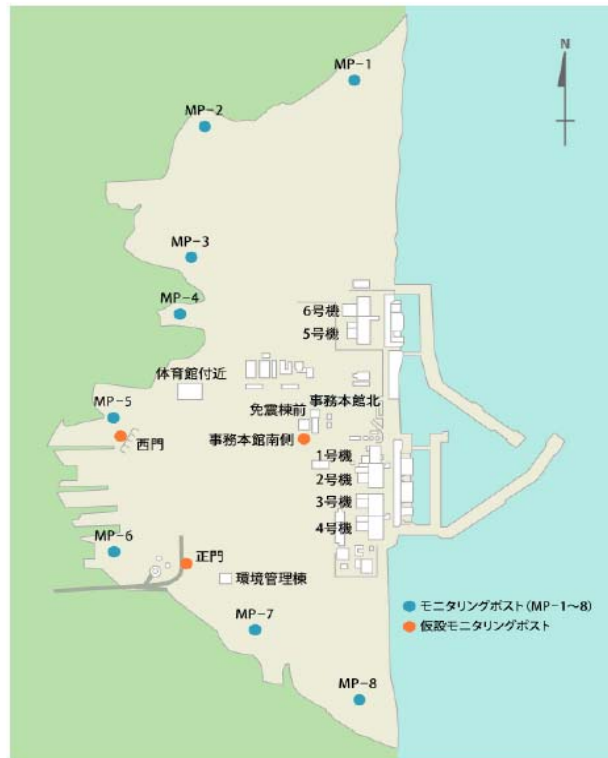 MP-1
N
MP-2
MP-3
MP-4
6号機
5号機
体育館付近
事務本館北
免震棟前
MP-5
西門
事務本館南側
1号機
2号機
3号機
4号機
MP-6
正門
環境管理棟
MP-7
モニタリングポスト(MP-1〜8)
仮設モニタリングポスト
MP-8